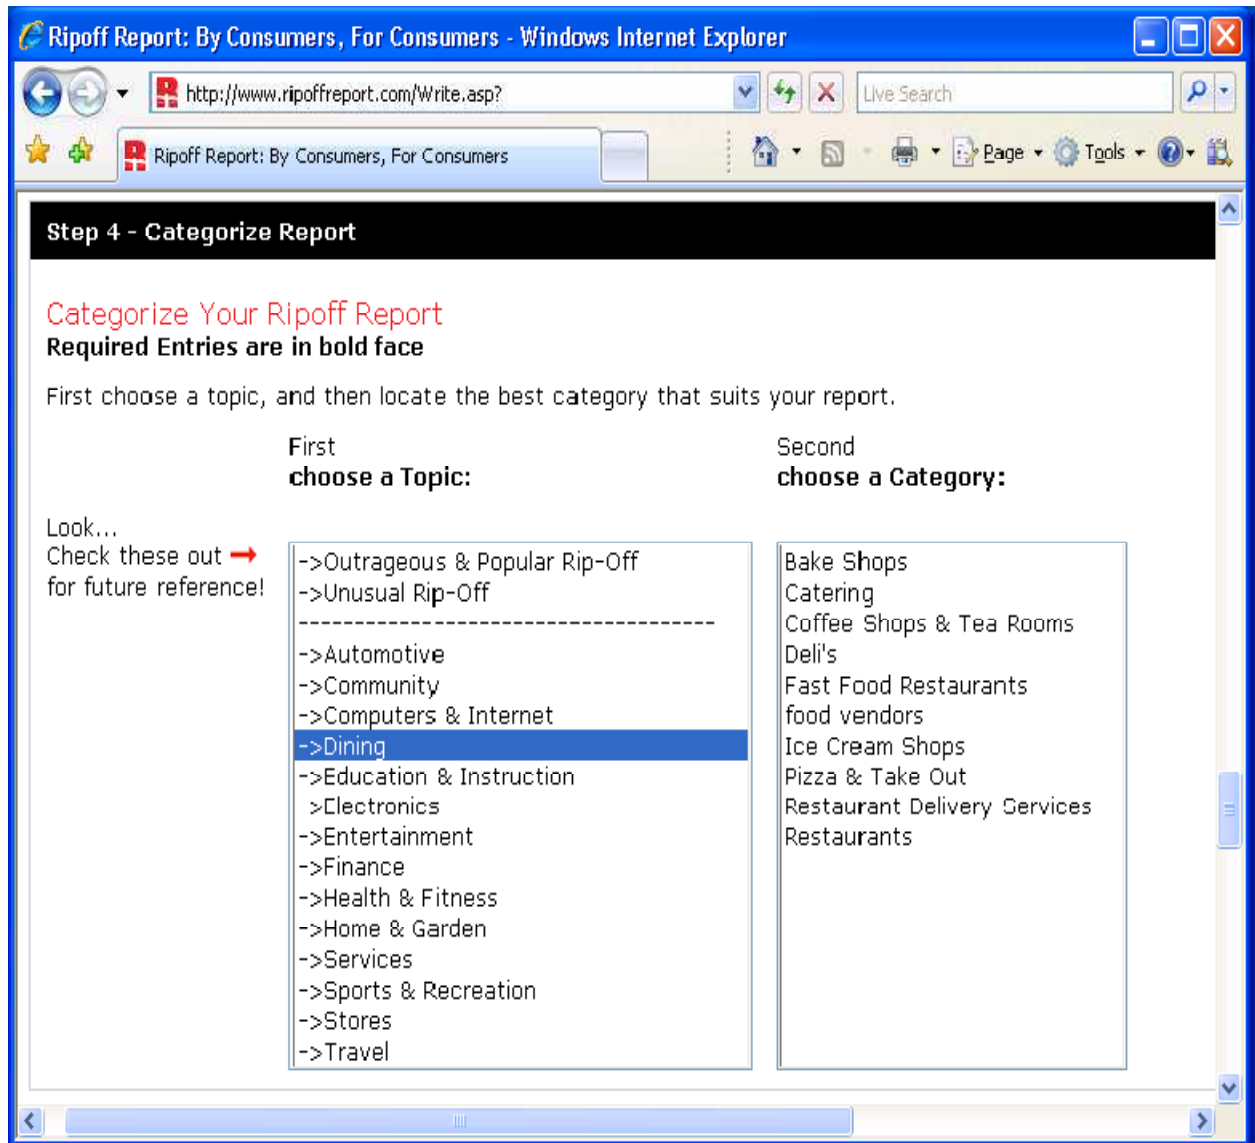 Ripoff Report: By Consumers, For Consumers - Windows Internet Explorer
http://www.ripoffreport.com/Write.asp?
Live Search
Ripoff Report: By Consumers, For Consumers
Page
Tools
Step 4 - Categorize Report
Categorize Your Ripoff Report
Required Entries are in bold face
First choose a topic, and then locate the best category that suits your report.
First
choose a Topic:
Second
choose a Category:
Look...
Check these out
for future reference!
->Outrageous & Popular Rip-Off
->Unusual Rip-Off
-------------------------------------
->Automotive
->Community
->Computers & Internet
->Dining
->Education & Instruction
>Electronics
->Entertainment
->Finance
->Health & Fitness
->Home & Garden
->Services
->Sports & Recreation
->Stores
->Travel
Bake Shops
Catering
Coffee Shops & Tea Rooms
Deli's
Fast Food Restaurants
food vendors
Ice Cream Shops
Pizza & Take Out
Restaurant Delivery Services
Restaurants